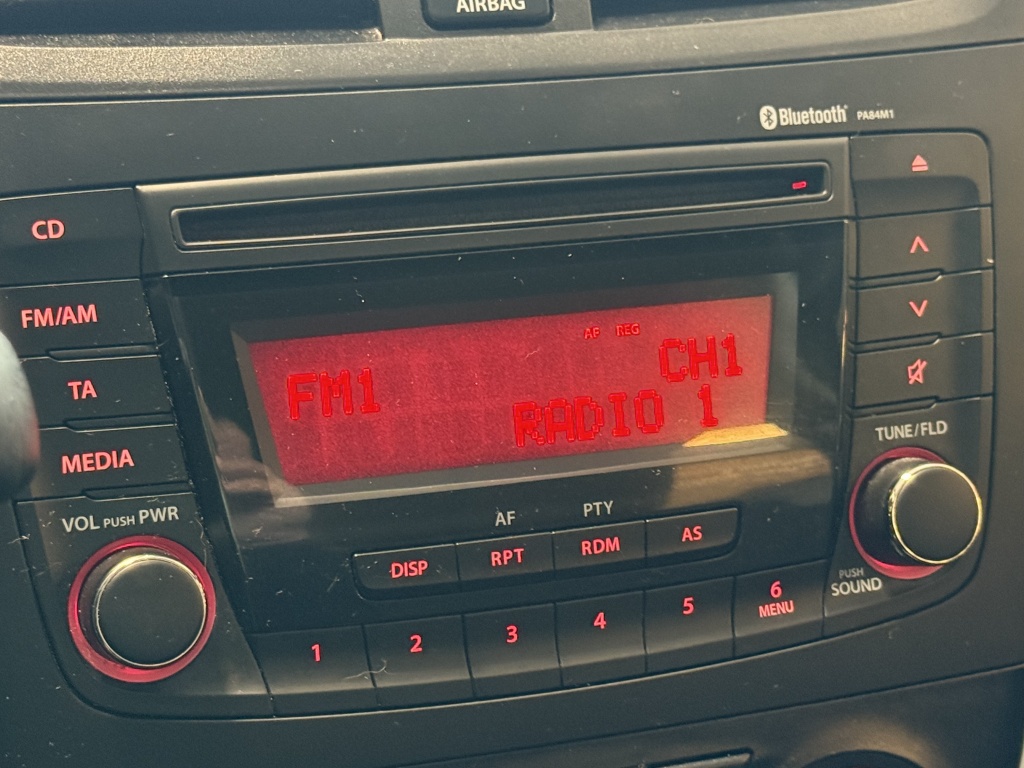 AIRBAG
Bluetooth PA84M1
CD
FM/AM
TA
MEDIA
VOL PUSH PWR
AF REG
FM1 CH1
RADIO 1
TUNE/FLD
PUSH
SOUND
AF PTY
DISP RPT RDM AS
1 2 3 4 5 6
MENU